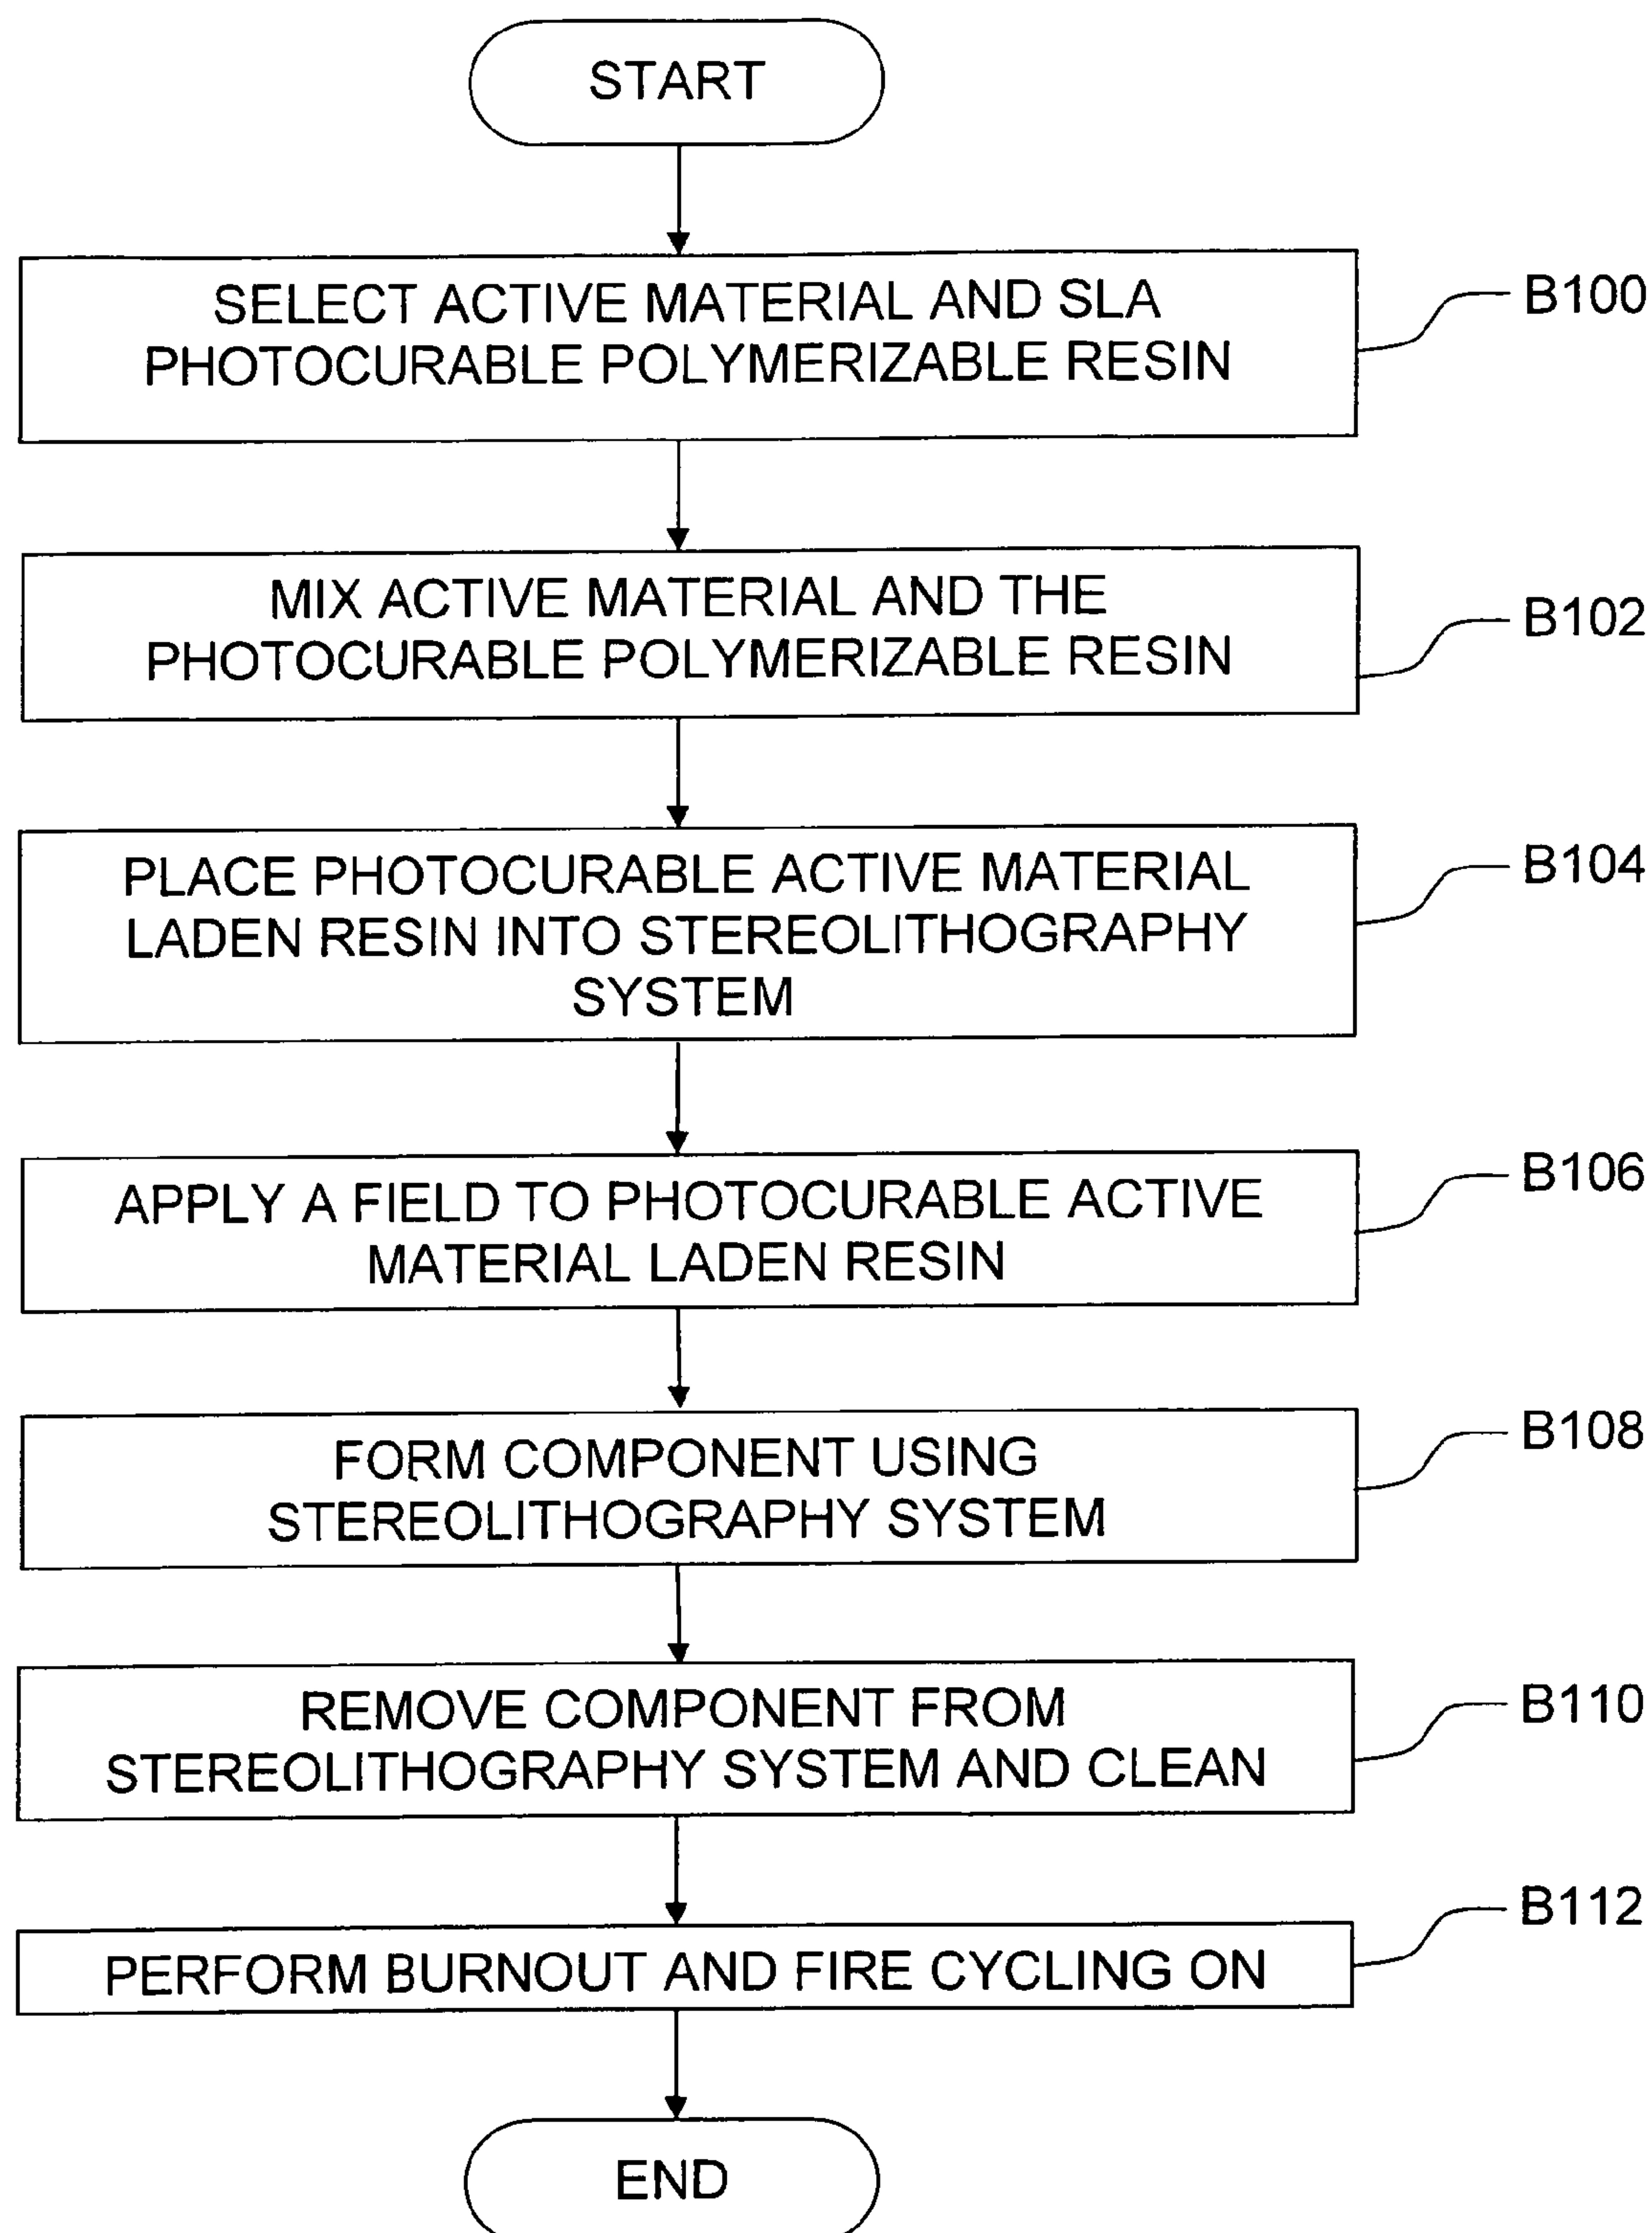 START
SELECT ACTIVE MATERIAL AND SLA
PHOTOCURABLE POLYMERIZABLE RESIN
B100
MIX ACTIVE MATERIAL AND THE
PHOTOCURABLE POLYMERIZABLE RESIN
B102
PLACE PHOTOCURABLE ACTIVE MATERIAL
LADEN RESIN INTO STEREOLITHOGRAPHY
SYSTEM
B104
APPLY A FIELD TO PHOTOCURABLE ACTIVE
MATERIAL LADEN RESIN
B106
FORM COMPONENT USING
STEREOLITHOGRAPHY SYSTEM
B108
REMOVE COMPONENT FROM
STEREOLITHOGRAPHY SYSTEM AND CLEAN
B110
PERFORM BURNOUT AND FIRE CYCLING ON
B112
END